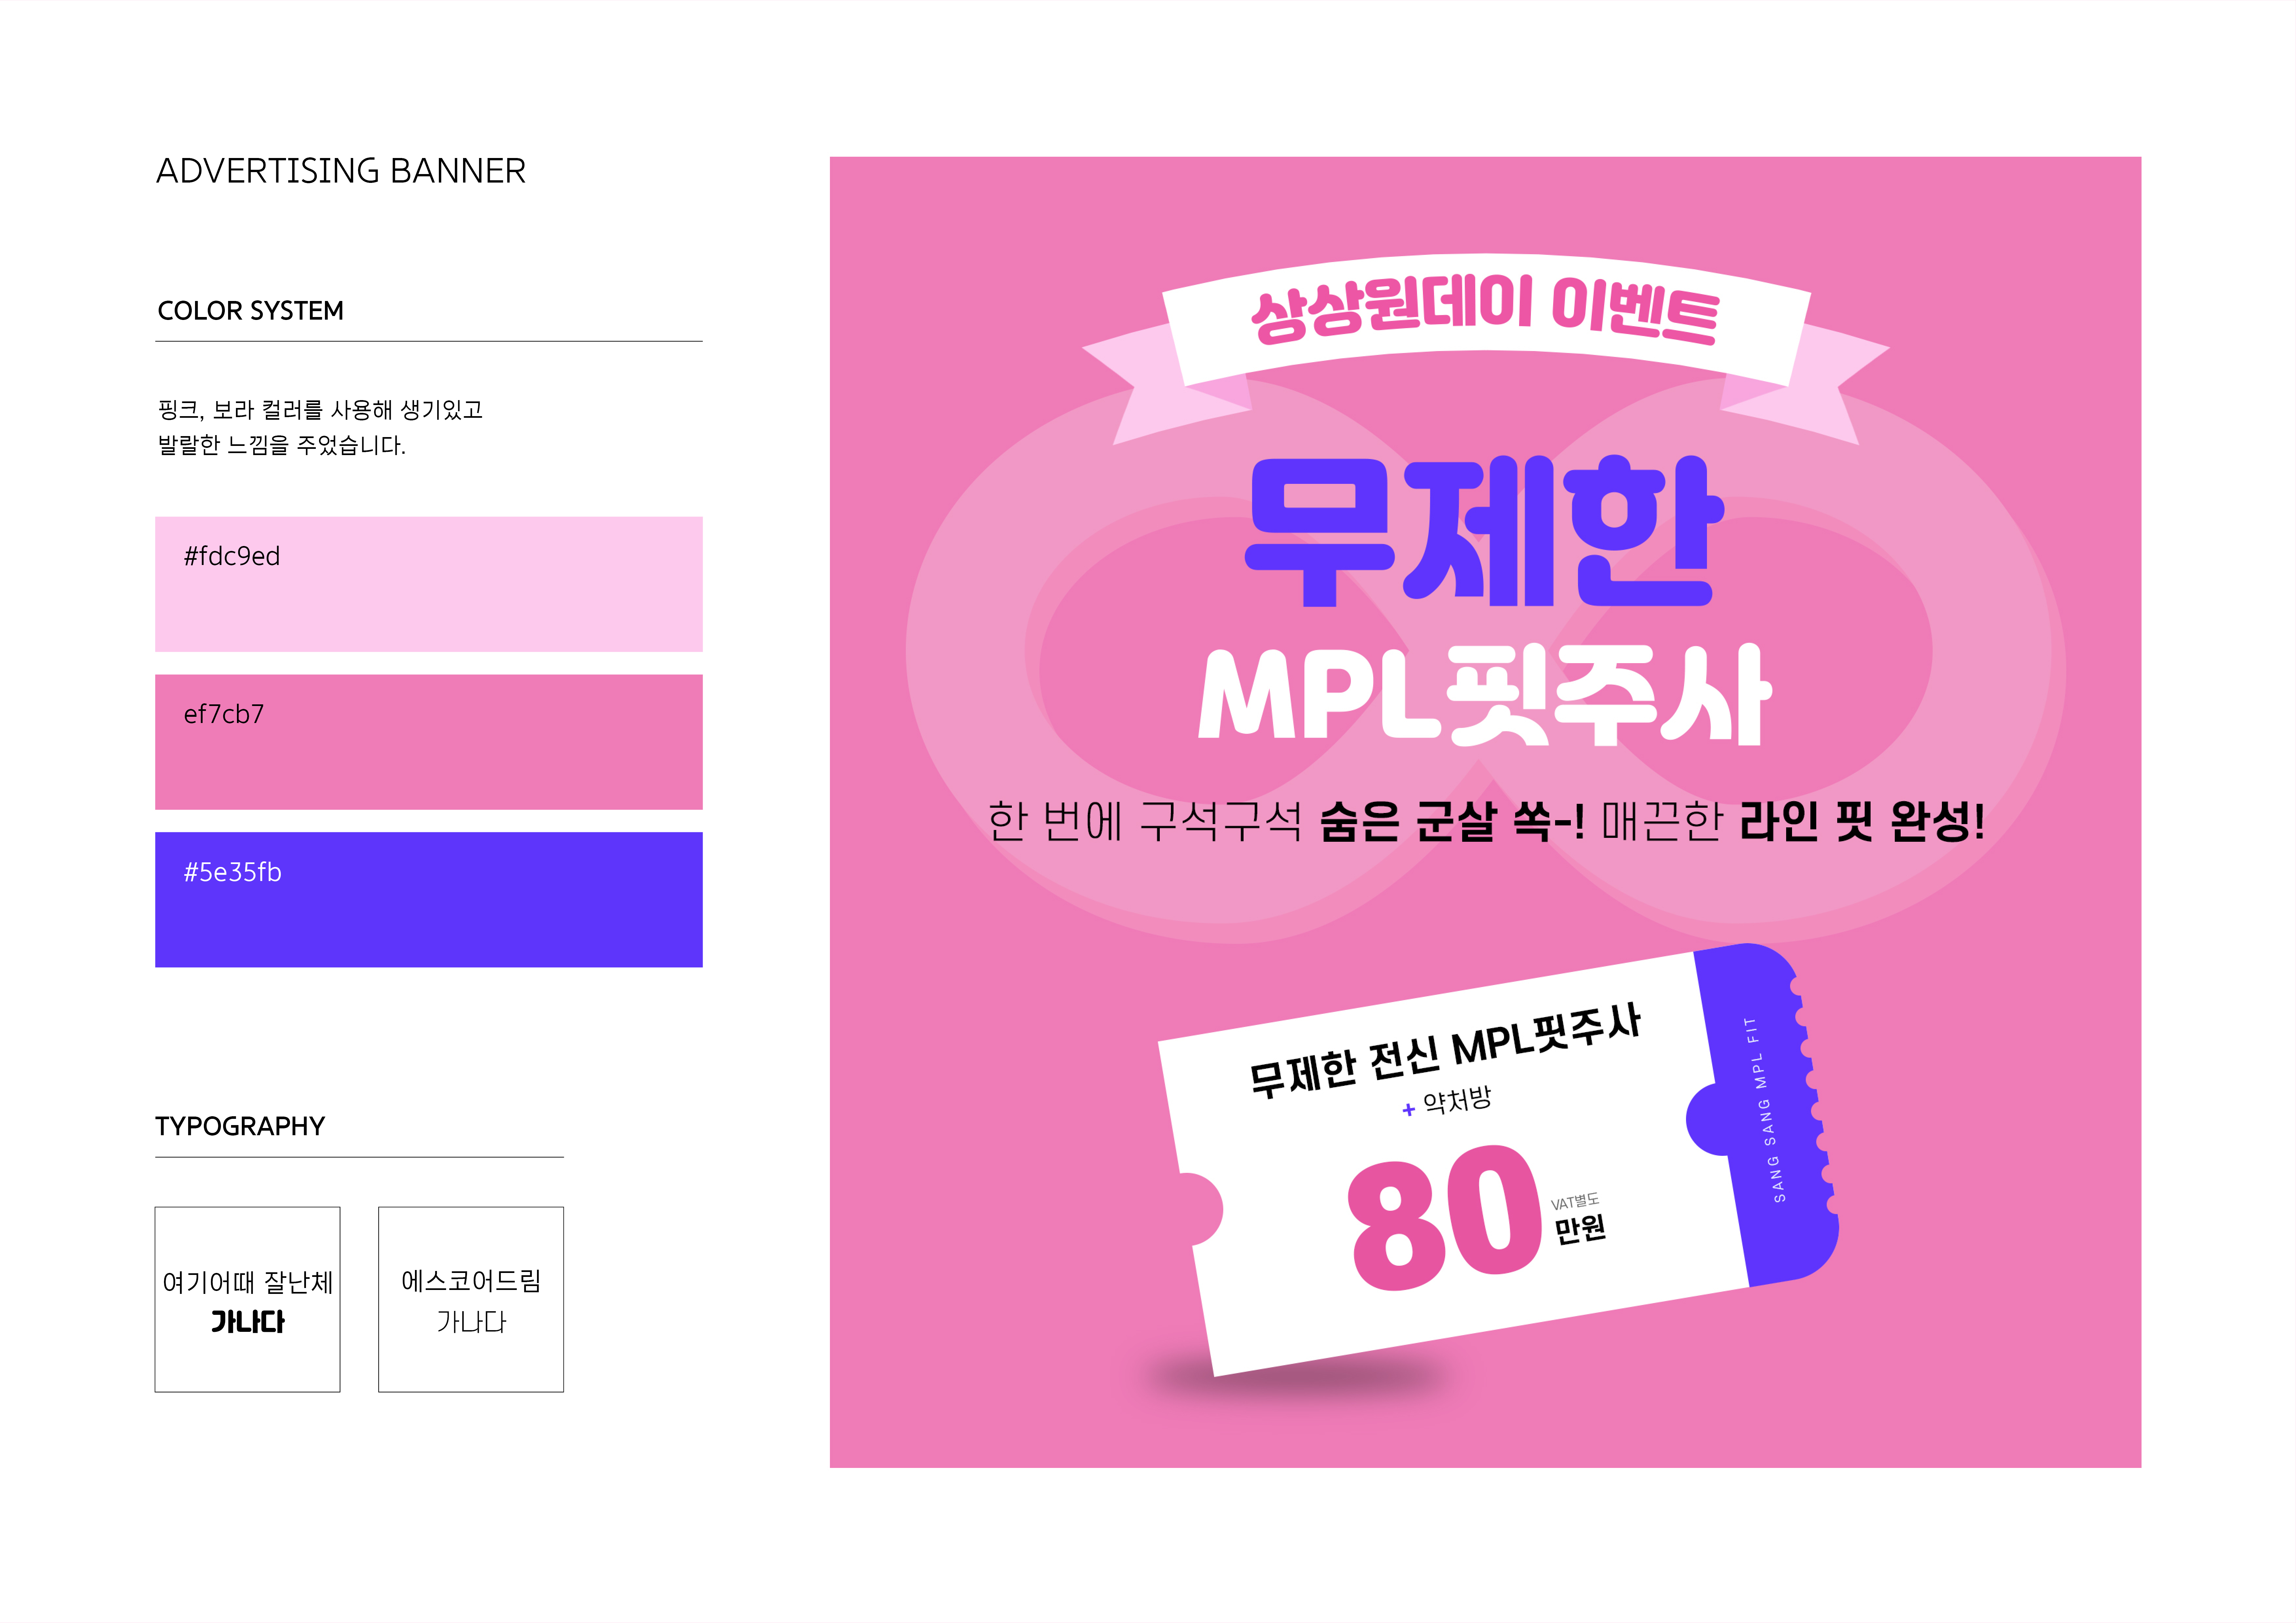 ADVERTISING BANNER
COLOR SYSTEM
핑크, 보라 컬러를 사용해 생기있고
발랄한 느낌을 주었습니다.
#fdc9ed
ef7cb7
#5e35fb
TYPOGRAPHY
여기어때 잘난체
가나다
에스코어드림
가나다
상상원데이 이벤트
무제한
MPL핏주사
한 번에 구석구석 숨은 군살 쏙-! 매끈한 라인 핏 완성!
무제한 전신 MPL핏주사
+ 약처방
80
VAT별도
만원
SANG SANG MPL FIT